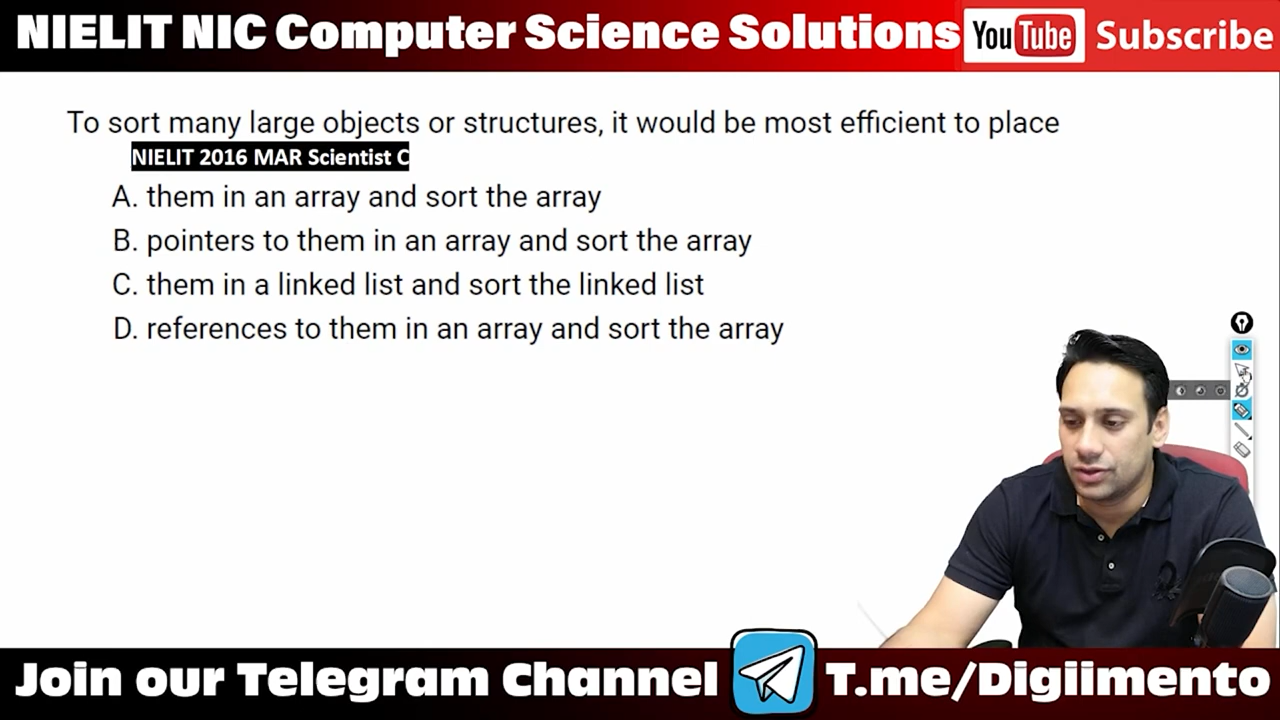 NIELIT NIC Computer Science Solutions YouTube Subscribe
To sort many large objects or structures, it would be most efficient to place
NIELIT 2016 MAR Scientist C
A. them in an array and sort the array
B. pointers to them in an array and sort the array
C. them in a linked list and sort the linked list
D. references to them in an array and sort the array
Join our Telegram Channel T.me/Digiimento